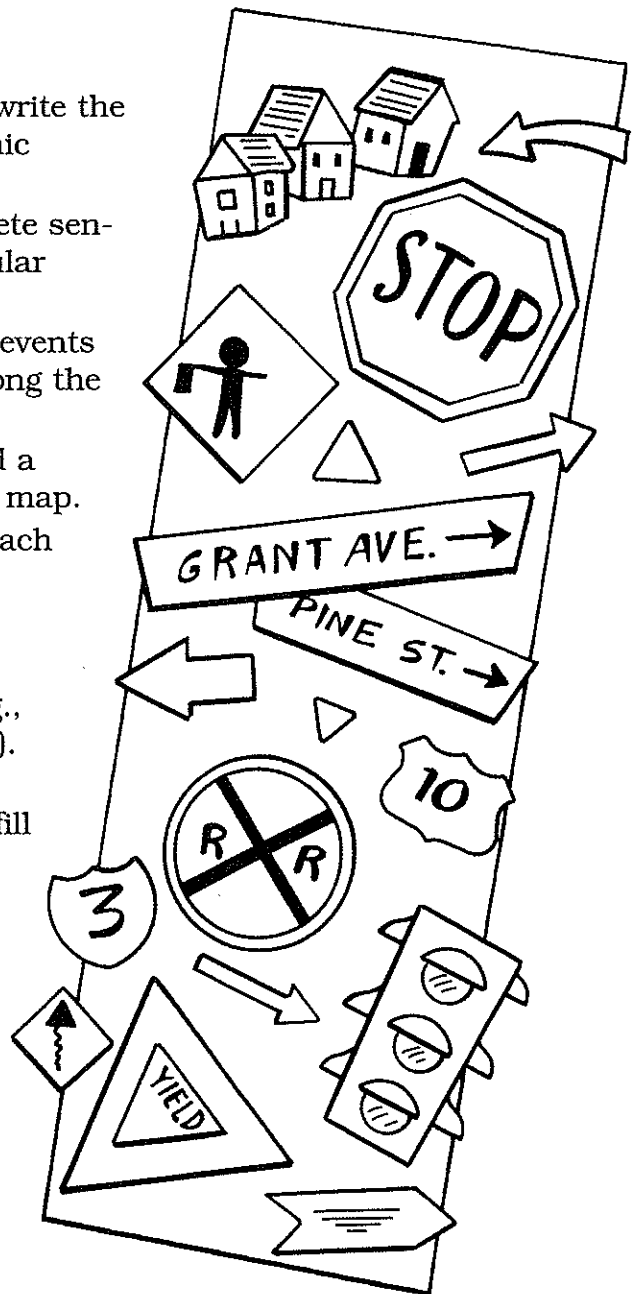 write the
nic
ete sen-
ular
events
ong the
l a
map.
ach
g.,
).
fill
STOP
GRANT AVE.
PINE ST.
10
R R
3
YIELD